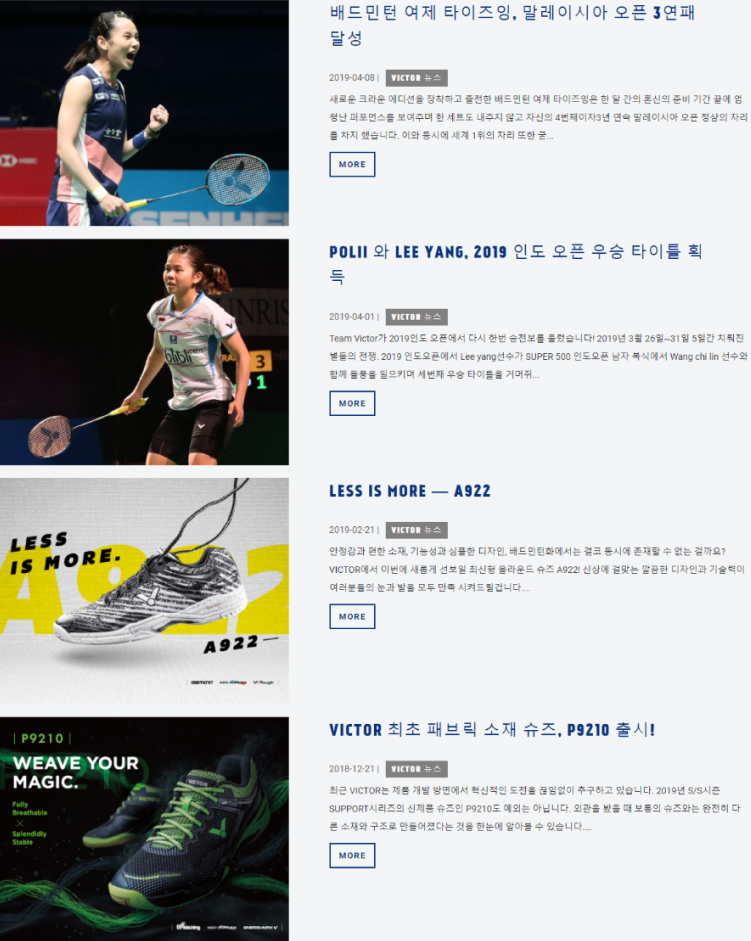 배드민턴 여제 타이즈잉, 말레이시아 오픈 3연패
달성
2019-04-08 | VICTOR 뉴스
새로운 크라운 에디션을 장착하고 출전한 배드민턴 여제 타이즈잉은 한 달 간의 혼신의 준비 기간 끝에 엄
청난 퍼포먼스를 보여주며 한 세트도 내주지 않고 자신의 4번째이자3년 연속 말레이시아 오픈 정상의 자리
를 차지 했습니다. 이와 동시에 세계 1위의 자리 또한 굳...
MORE
HSBC
POLII 와 LEE YANG, 2019 인도 오픈 우승 타이틀 획
득
2019-04-01 | VICTOR 뉴스
Team Victor가 2019인도 오픈에서 다시 한번 승전보를 울렸습니다! 2019년 3월 26일~31일 5일간 치뤄진
별들의 전쟁. 2019 인도오픈에서 Lee yang선수가 SUPER 500 인도오픈 남자 복식에서 Wang chi lin 선수와
함께 돌풍을 일으키며 세번째 우승 타이틀을 거머쥐...
MORE
blibli
3
1
LESS IS MORE — A922
2019-02-21 | VICTOR 뉴스
안정감과 편한 소재, 기능성과 심플한 디자인, 배드민턴화에서는 결코 동시에 존재할 수 없는 걸까요?
VICTOR에서 이번에 새롭게 선보일 최신형 올라운드 슈즈 A922! 신상에 걸맞는 깔끔한 디자인과 기술력이
여러분들의 눈과 발을 모두 만족 시켜드릴겁니다....
MORE
LESS
IS MORE.
A922
A922—
VICTOR 최초 패브릭 소재 슈즈, P9210 출시!
2018-12-21 | VICTOR 뉴스
최근 VICTOR는 제품 개발 방면에서 혁신적인 도전을 끊임없이 추구하고 있습니다. 2019년 S/S시즌
SUPPORT시리즈의 신제품 슈즈인 P9210도 예외는 아닙니다. 외관을 봤을 때 보통의 슈즈와는 완전히 다
른 소재와 구조로 만들어졌다는 것을 한눈에 알아볼 수 있습니다....
MORE
| P9210 |
WEAVE YOUR
MAGIC.
Fully
Breathable
×
Splendidly
Stable
VICTOR